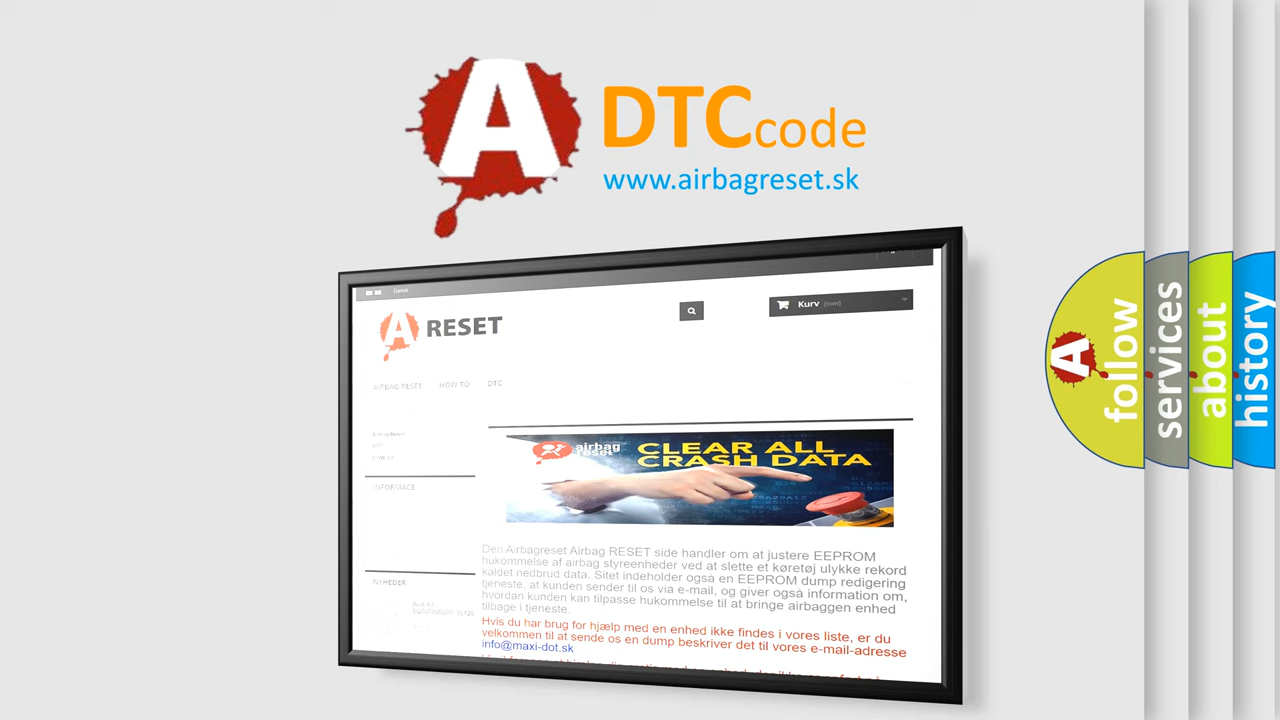 A
DTCcode
www.airbagreset.sk
Dansk
A RESET
Kurv (tom)
AIRBAG RESET HOW TO DTC
HOW TO
INFORMACE
airbag
reset
CLEAR ALL
CRASH DATA
Den Airbagreset Airbag RESET side handler om at justere EEPROM
hukommelse af airbag styreenheder ved at slette et køretøj ulykke rekord
kaldet nedbrud data. Sitet indeholder også en EEPROM dump redigering
tjeneste, at kunden sender til os via e-mail, og giver også information om,
hvordan kunden kan tilpasse hukommelse til at bringe airbaggen enhed
tilbage i tjeneste.
NYHEDER
Hvis du har brug for hjælp med en enhed ikke findes i vores liste, er du
velkommen til at sende os en dump beskriver det til vores e-mail-adresse
info@maxi-dot.sk
A
follow
services
about
history